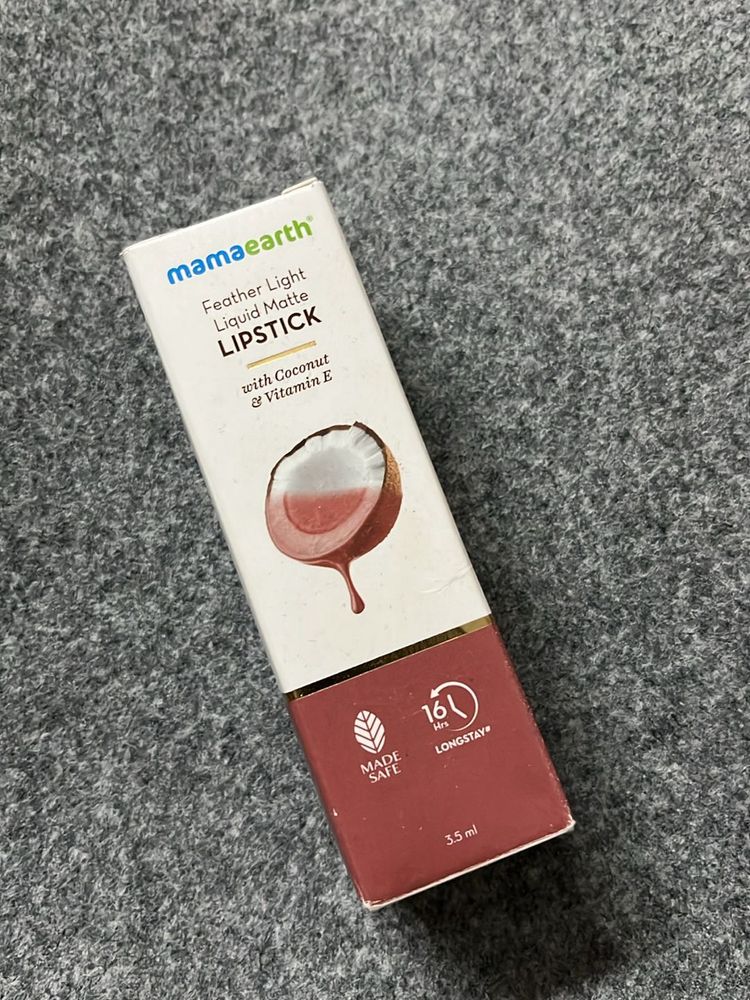 mamaearth®
Feather Light
Liquid Matte
LIPSTICK
with Coconut
& Vitamin E
MADE
SAFE
16
Hrs
LONGSTAY#
3.5 ml